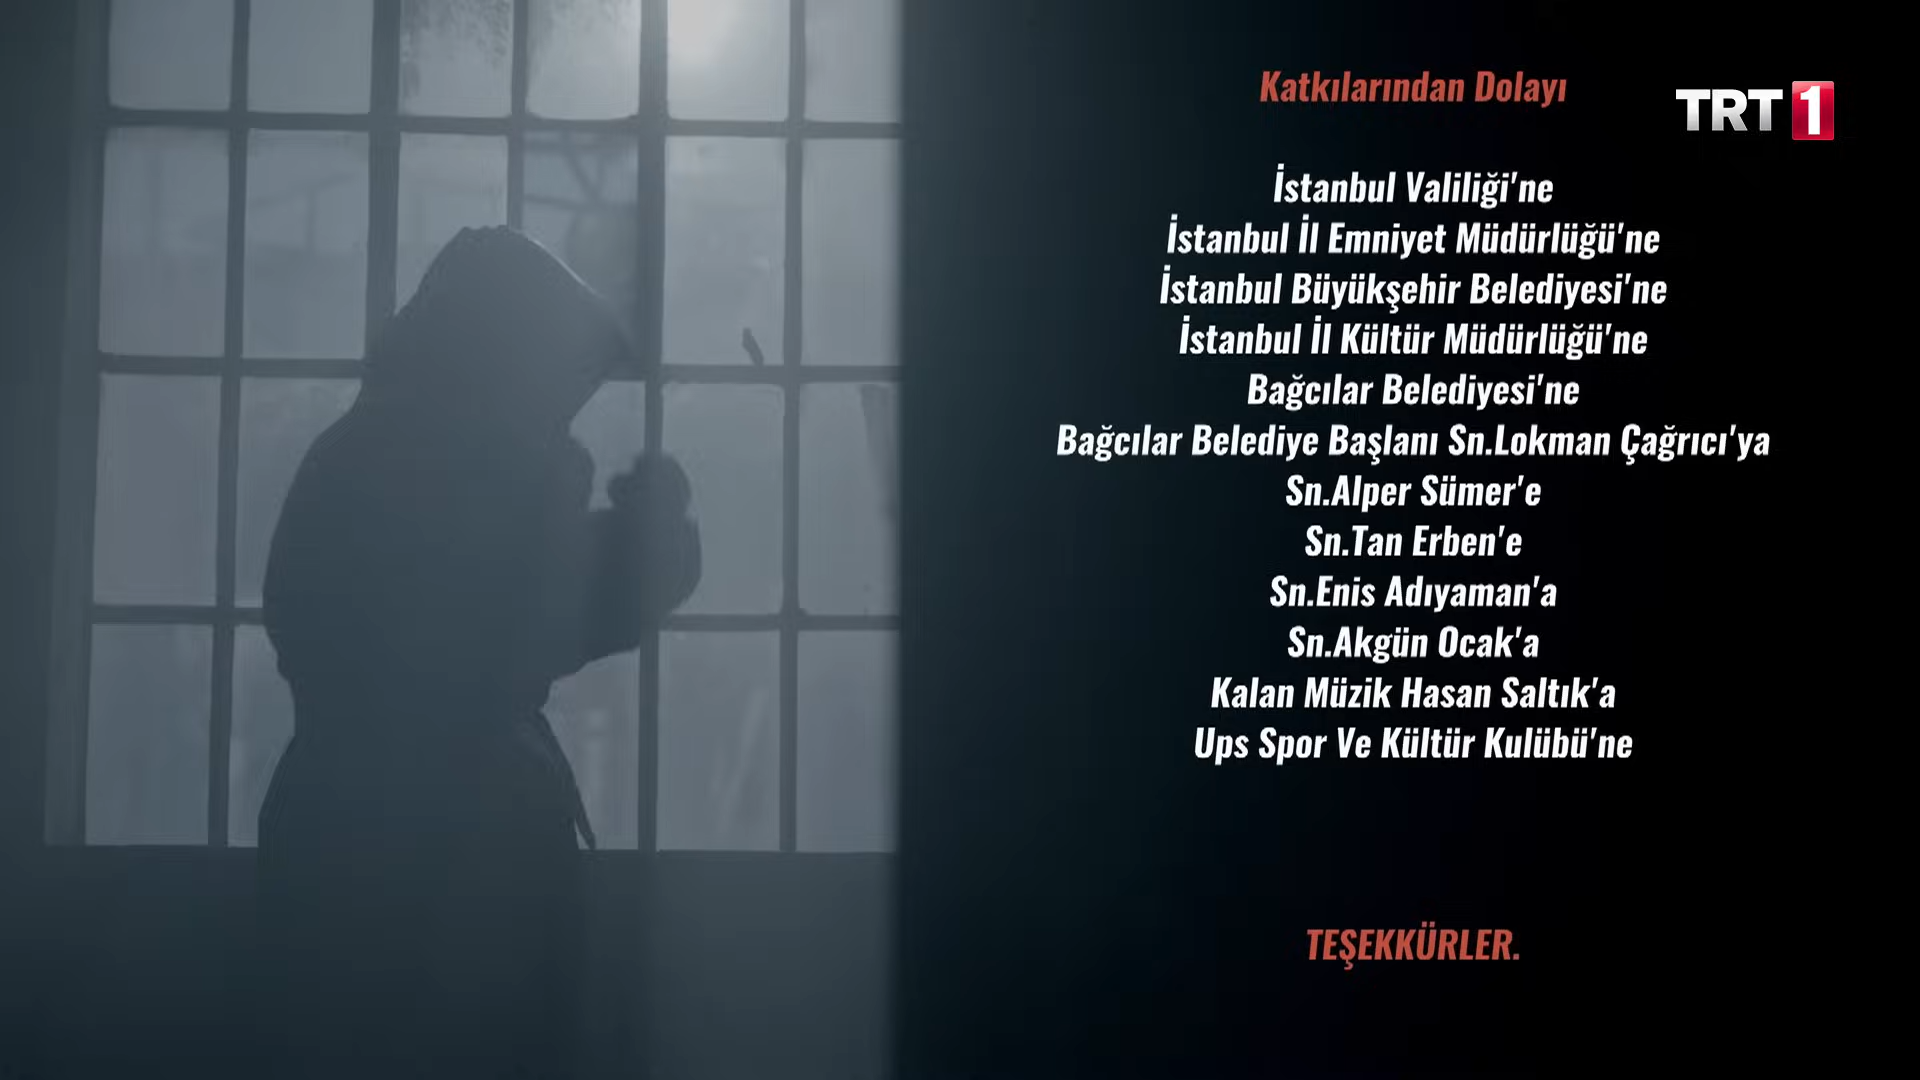 Katkılarından Dolayı
TRT 1
İstanbul Valiliği'ne
İstanbul İl Emniyet Müdürlüğü'ne
İstanbul Büyükşehir Belediyesi'ne
İstanbul İl Kültür Müdürlüğü'ne
Bağcılar Belediyesi'ne
Bağcılar Belediye Başlanı Sn.Lokman Çağrıcı'ya
Sn.Alper Sümer'e
Sn.Tan Erben'e
Sn.Enis Adıyaman'a
Sn.Akgün Ocak'a
Kalan Müzik Hasan Saltık'a
Ups Spor Ve Kültür Kulübü'ne
TEŞEKKÜRLER.